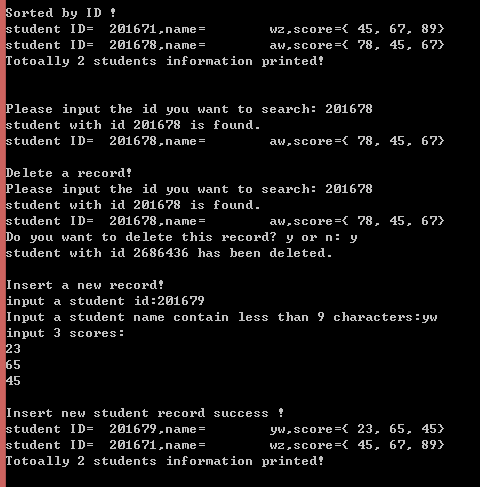 Sorted by ID !
student ID=  201671,name=        wz,score={ 45, 67, 89}
student ID=  201678,name=        aw,score={ 78, 45, 67}
Totoally 2 students information printed!
Please input the id you want to search: 201678
student with id 201678 is found.
student ID=  201678,name=        aw,score={ 78, 45, 67}
Delete a record!
Please input the id you want to search: 201678
student with id 201678 is found.
student ID=  201678,name=        aw,score={ 78, 45, 67}
Do you want to delete this record? y or n: y
student with id 2686436 has been deleted.
Insert a new record!
input a student id:201679
Input a student name contain less than 9 characters:yw
input 3 scores:
23
65
45
Insert new student record success !
student ID=  201679,name=        yw,score={ 23, 65, 45}
student ID=  201671,name=        wz,score={ 45, 67, 89}
Totoally 2 students information printed!